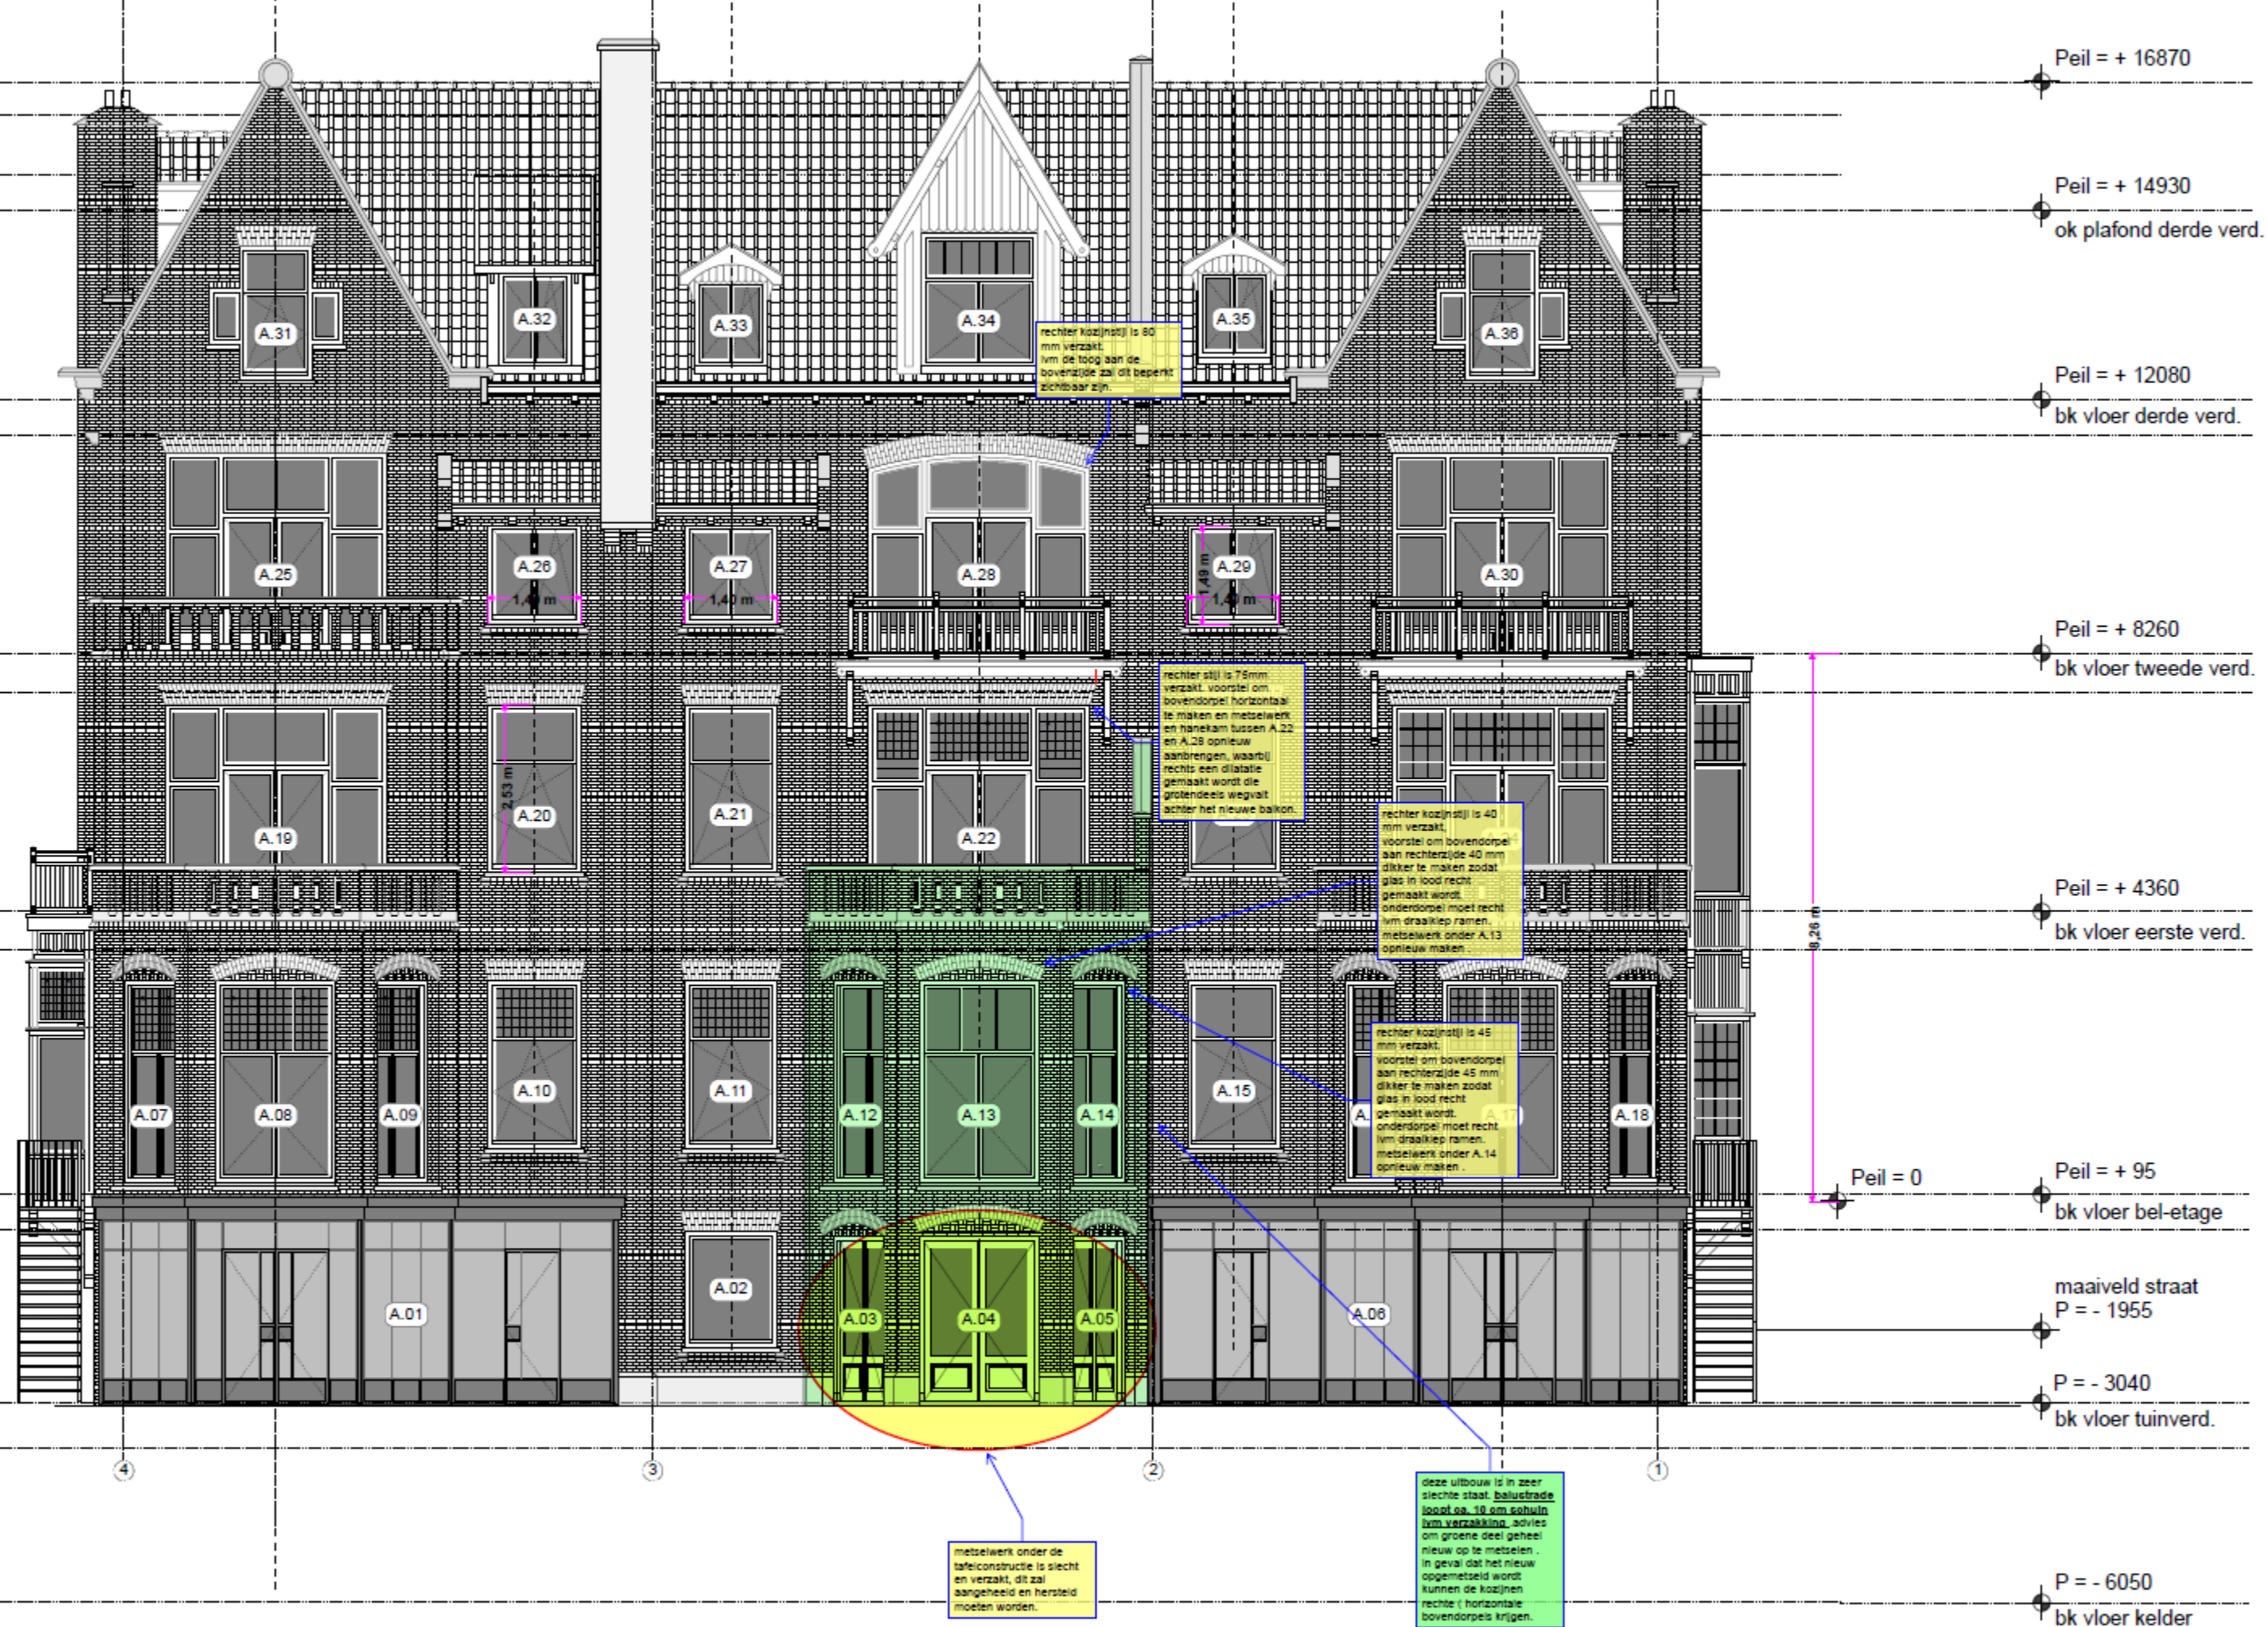 Peil = + 16870
Peil = + 14930
ok plafond derde verd.
A.31
A.32
A.33
A.34
A.35
A.36
rechter kozijnstijl is 80
mm verzakt.
ivm de toog aan de
bovenzijde zal dit beperkt
zichtbaar zijn.
Peil = + 12080
bk vloer derde verd.
A.25
A.26
A.27
A.28
A.29
A.30
1,49 m
1,40 m
Peil = + 8260
bk vloer tweede verd.
rechter stijl is 75mm
verzakt. voorstel om
bovendorpel horizontaal
te maken en metselwerk
en hanekam tussen A.22
en A.28 opnieuw
aanbrengen, waarbij
rechts een dilatatie
gemaakt wordt die
grotendeels wegvalt
achter het nieuwe balkon.
2,53 m
A.19
A.20
A.21
A.22
rechter kozijnstijl is 40
mm verzakt,
voorstel om bovendorpel
aan rechterzijde 40 mm
dikker te maken zodat
glas in lood recht
gemaakt wordt.
onderdorpel moet recht
ivm draaikiep ramen.
metselwerk onder A.13
opnieuw maken .
Peil = + 4360
bk vloer eerste verd.
8,26 m
rechter kozijnstijl is 45
mm verzakt.
voorstel om bovendorpel
aan rechterzijde 45 mm
dikker te maken zodat
glas in lood recht
gemaakt wordt.
onderdorpel moet recht
ivm draaikiep ramen.
metselwerk onder A.14
opnieuw maken .
A.07
A.08
A.09
A.10
A.11
A.12
A.13
A.14
A.15
A.17
A.18
Peil = 0
Peil = + 95
bk vloer bel-etage
A.01
A.02
A.03
A.04
A.05
A.06
maaiveld straat
P = - 1955
P = - 3040
bk vloer tuinverd.
4
3
2
1
metselwerk onder de
tafelconstructie is slecht
en verzakt, dit zal
aangeheeld en hersteld
moeten worden.
deze uitbouw is in zeer
slechte staat. balustrade
loopt ca. 10 cm schuin
ivm verzakking .advies
om groene deel geheel
nieuw op te metselen .
in geval dat het nieuw
opgemetseld wordt
kunnen de kozijnen
rechte ( horizontale
bovendorpels krijgen.
P = - 6050
bk vloer kelder